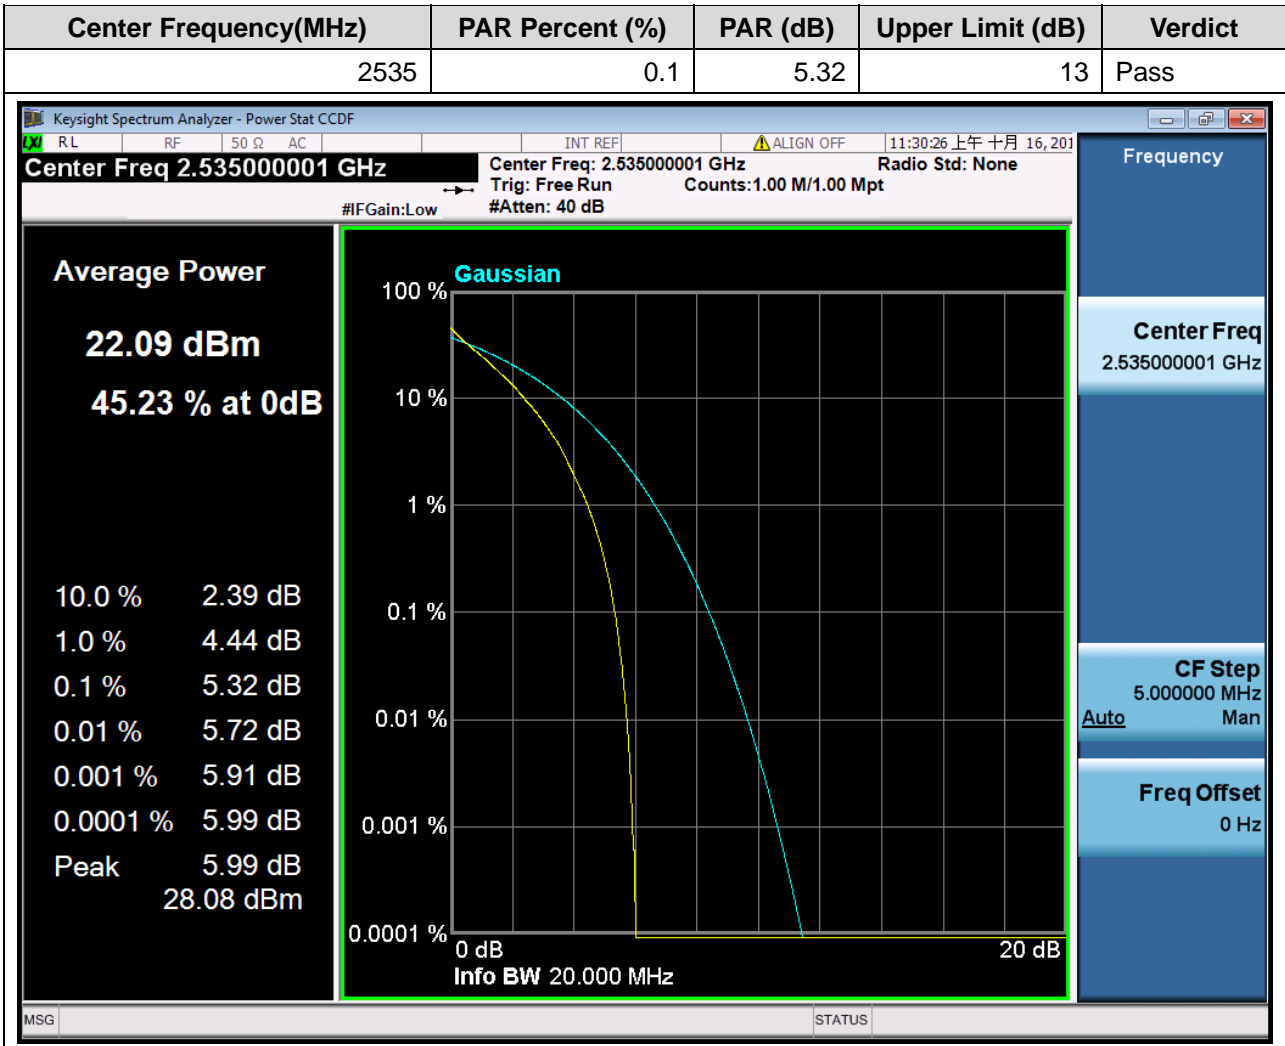 Center Frequency(MHz) PAR Percent (%) PAR (dB) Upper Limit (dB) Verdict
2535 0.1 5.32 13 Pass
Keysight Spectrum Analyzer - Power Stat CCDF
LXI RL RF 50 Ω AC INT REF ALIGN OFF 11:30:26 上午 十月 16, 201
Center Freq 2.535000001 GHz
Center Freq: 2.535000001 GHz Radio Std: None
Trig: Free Run Counts:1.00 M/1.00 Mpt
#IFGain:Low #Atten: 40 dB
Average Power
22.09 dBm
45.23 % at 0dB
10.0 % 2.39 dB
1.0 % 4.44 dB
0.1 % 5.32 dB
0.01 % 5.72 dB
0.001 % 5.91 dB
0.0001 % 5.99 dB
Peak 5.99 dB
28.08 dBm
Gaussian
100 %
10 %
1 %
0.1 %
0.01 %
0.001 %
0.0001 %
0 dB 20 dB
Info BW 20.000 MHz
Frequency
Center Freq
2.535000001 GHz
CF Step
5.000000 MHz
Auto Man
Freq Offset
0 Hz
MSG STATUS